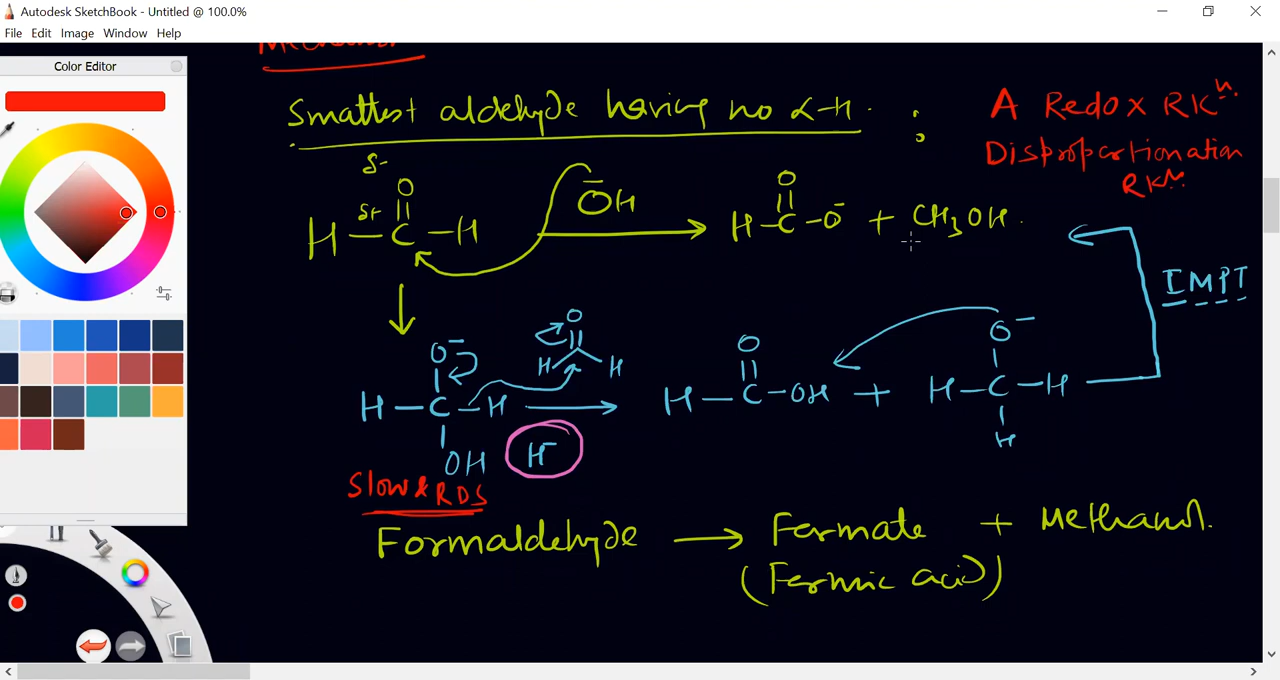 Autodesk SketchBook - Untitled @ 100.0%
File Edit Image Window Help
Color Editor
Smallest aldehyde having no α-H. :
A Redox RKn.
Disproportionation
RKn.
δ-
O
δ+
H-C-H
ŌH
O
H-C-O- + CH3OH.
IMPT
O-
H-C-H
OH
O
H H
H-
O
H-C-OH + H-C-H
O-
H
Slow & RDS
Formaldehyde → Formate + Methanol.
(Formic acid)